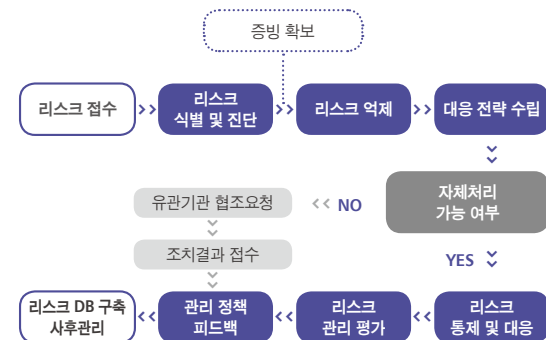 증빙 확보
리스크 접수
리스크
식별 및 진단
리스크 억제
대응 전략 수립
자체처리
가능 여부
NO
유관기관 협조요청
조치결과 접수
YES
리스크
통제 및 대응
리스크
관리 평가
관리 정책
피드백
리스크 DB 구축
사후관리